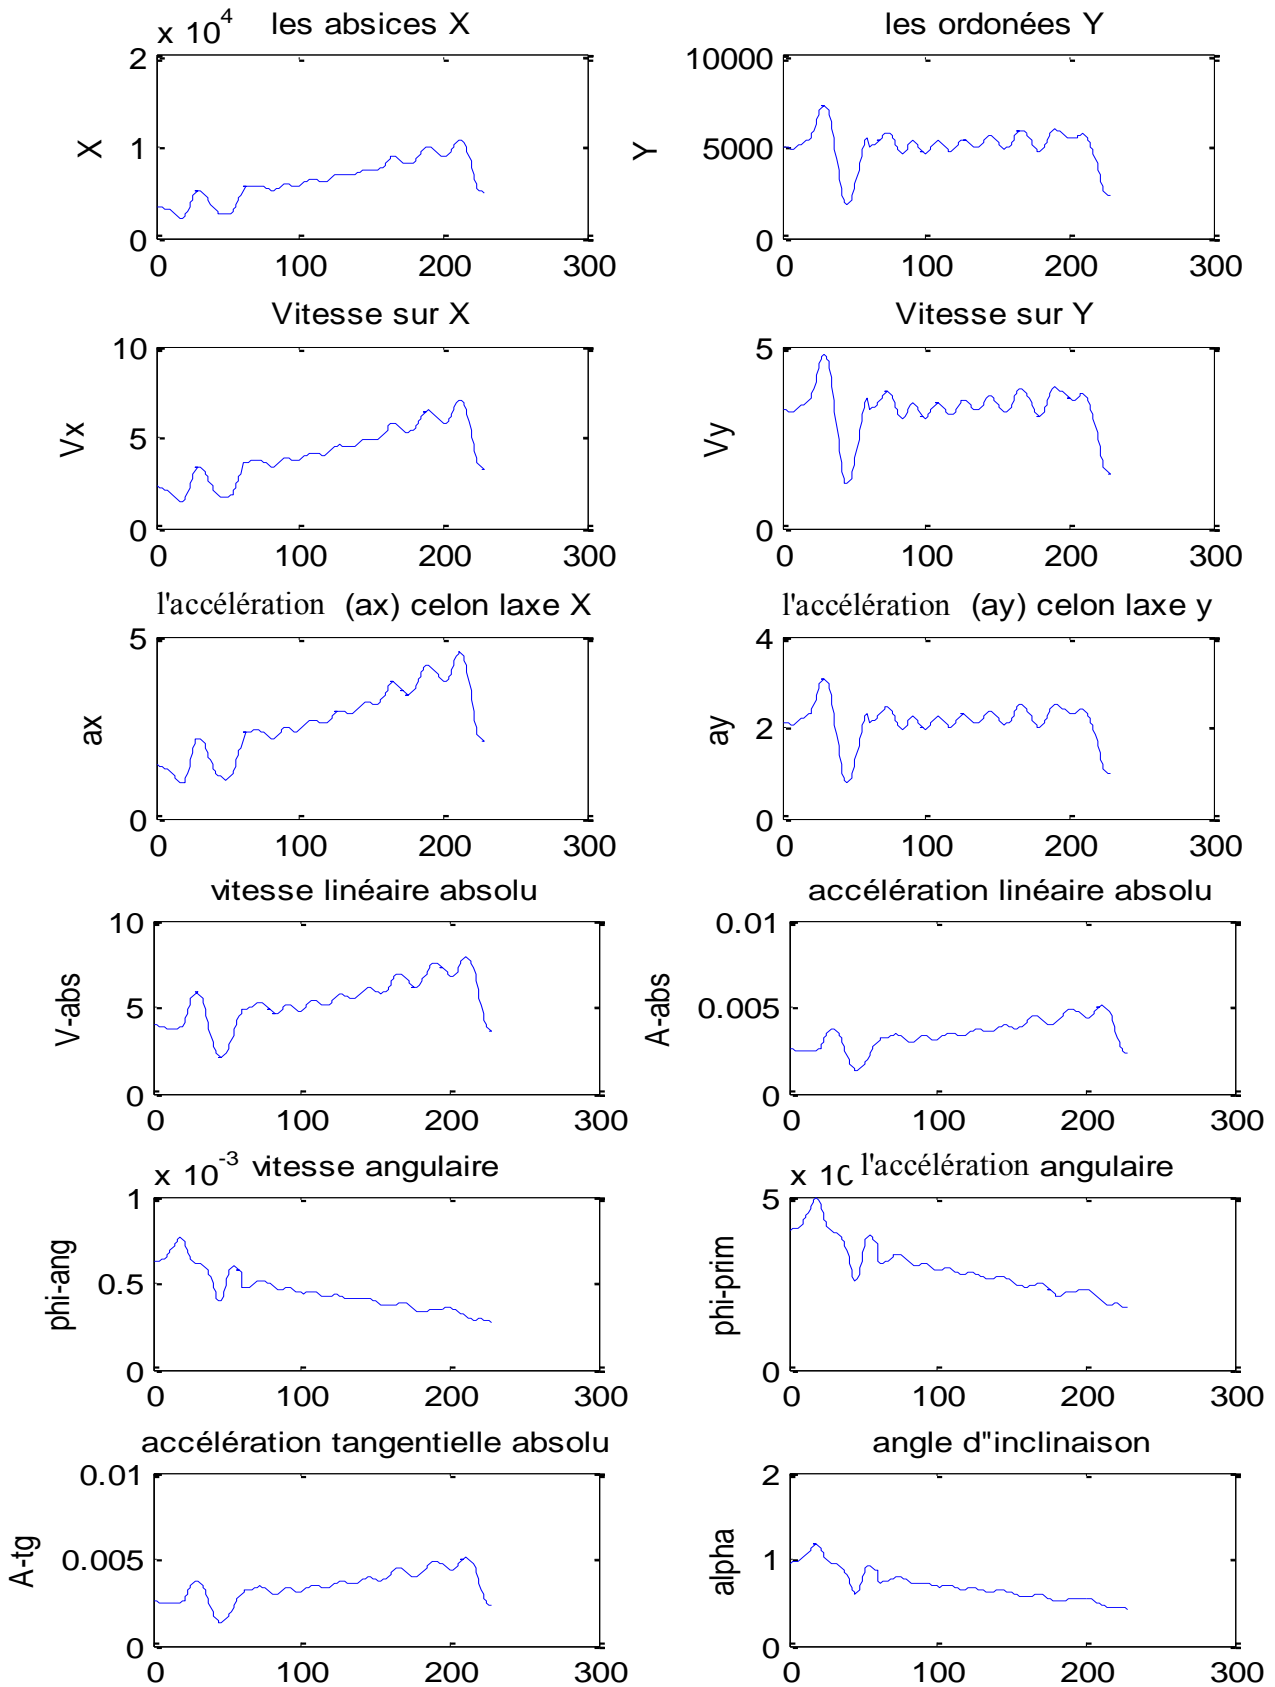 x 10^4 les absices X
2
1
0
X
0 100 200 300
les ordonées Y
10000
5000
0
Y
0 100 200 300
Vitesse sur X
10
5
0
Vx
0 100 200 300
Vitesse sur Y
5
0
Vy
0 100 200 300
l'accélération (ax) celon laxe X
5
0
ax
0 100 200 300
l'accélération (ay) celon laxe y
4
2
0
ay
0 100 200 300
vitesse linéaire absolu
10
5
0
V-abs
0 100 200 300
accélération linéaire absolu
0.01
0.005
0
A-abs
0 100 200 300
x 10^-3 vitesse angulaire
1
0.5
0
phi-ang
0 100 200 300
x 10 l'accélération angulaire
5
0
phi-prim
0 100 200 300
accélération tangentielle absolu
0.01
0.005
0
A-tg
0 100 200 300
angle d"inclinaison
2
1
0
alpha
0 100 200 300